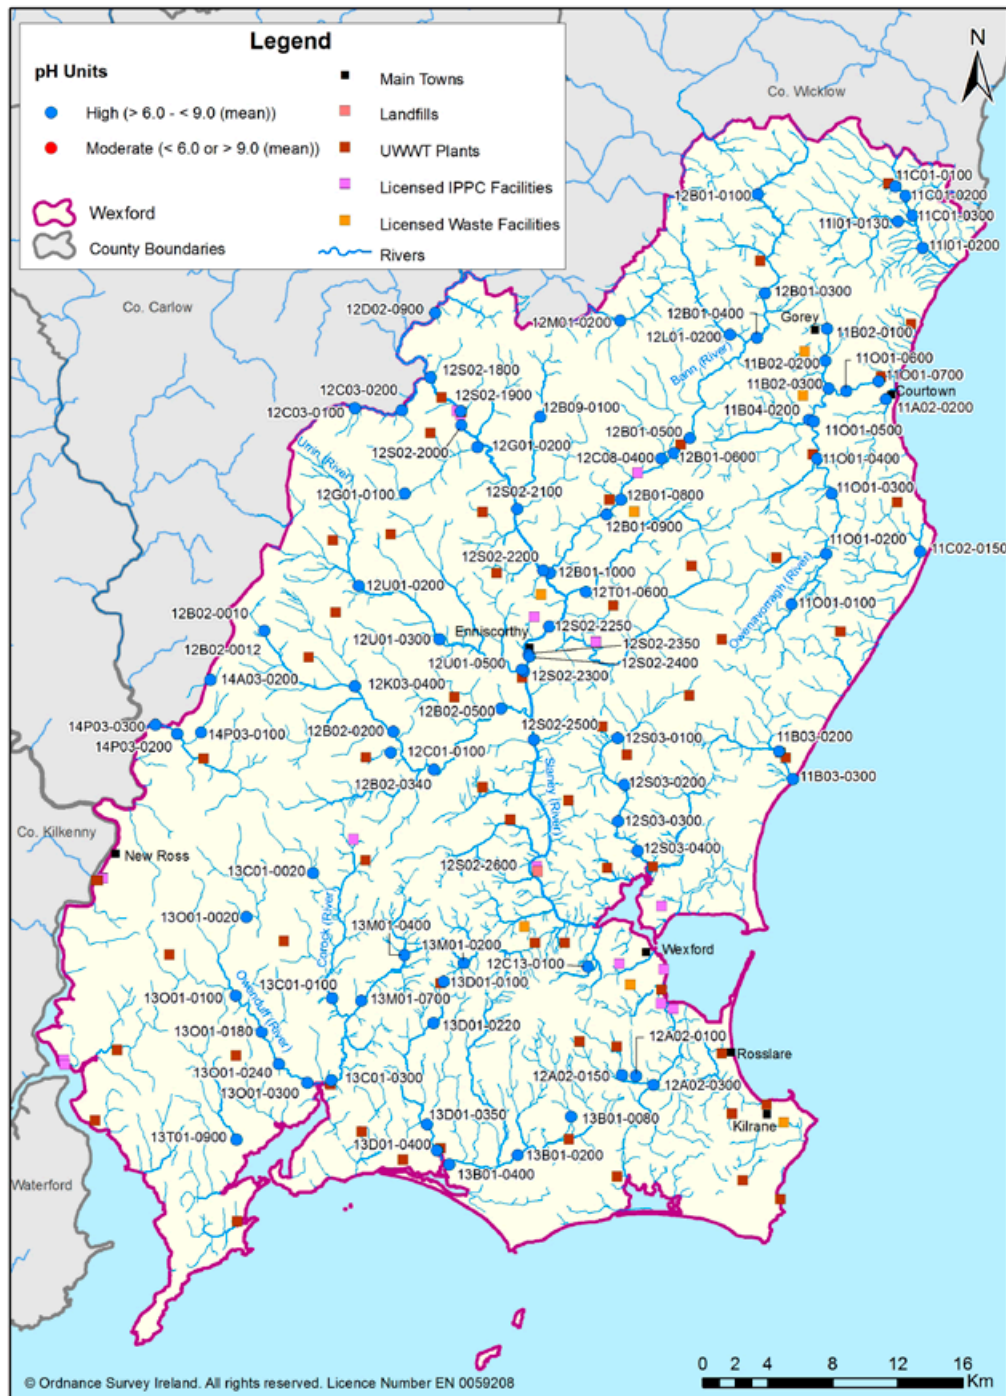 Legend
pH Units
High (> 6.0 - < 9.0 (mean))
Moderate (< 6.0 or > 9.0 (mean))
Wexford
County Boundaries
Main Towns
Landfills
UWWT Plants
Licensed IPPC Facilities
Licensed Waste Facilities
Rivers
N
Co. Wicklow
11C01-0100
11C01-0200
12B01-0100
11C01-0300
11I01-0130
11I01-0200
Co. Carlow
12B01-0300
12D02-0900
12B01-0400
Gorey
12M01-0200
12L01-0200
11B02-0100
Bann (River)
11B02-0200
11O01-0600
11O01-0700
12S02-1800
11B02-0300
Courtown
12C03-0200
12S02-1900
11A02-0200
12C03-0100
12B09-0100
11B04-0200
11O01-0500
12B01-0500
12S02-2000
12G01-0200
Urrin (River)
12C08-0400
12B01-0600
11O01-0400
12G01-0100
12S02-2100
11O01-0300
12B01-0800
12B01-0900
11O01-0200
11C02-0150
12S02-2200
12B01-1000
12U01-0200
12T01-0600
11O01-0100
Owenavorragh (River)
12B02-0010
12S02-2250
Enniscorthy
12U01-0300
12S02-2350
12B02-0012
12U01-0500
12S02-2400
14A03-0200
12K03-0400
12S02-2300
12B02-0500
14P03-0300
14P03-0100
12B02-0200
12S02-2500
12S03-0100
11B03-0200
14P03-0200
12C01-0100
11B03-0300
12B02-0340
Slaney (River)
12S03-0200
12S03-0300
Co. Kilkenny
New Ross
12S03-0400
13C01-0020
12S02-2600
13O01-0020
Corock (River)
13M01-0400
13M01-0200
Wexford
12C13-0100
13O01-0100
13C01-0100
13D01-0100
13M01-0700
Owenduff (River)
13D01-0220
13O01-0180
12A02-0100
Rosslare
13O01-0240
12A02-0150
12A02-0300
13O01-0300
13C01-0300
13D01-0350
13B01-0080
Kilrane
13T01-0900
13D01-0400
13B01-0200
13B01-0400
Waterford
© Ordnance Survey Ireland. All rights reserved. Licence Number EN 0059208
0 2 4 8 12 16
Km